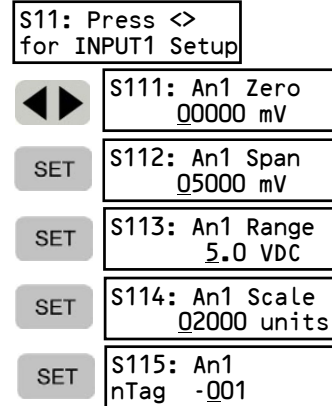 S11: Press <>
for INPUT1 Setup
S111: An1 Zero
00000 mV
SET
S112: An1 Span
05000 mV
SET
S113: An1 Range
5.0 VDC
SET
S114: An1 Scale
02000 units
SET
S115: An1
nTag -001